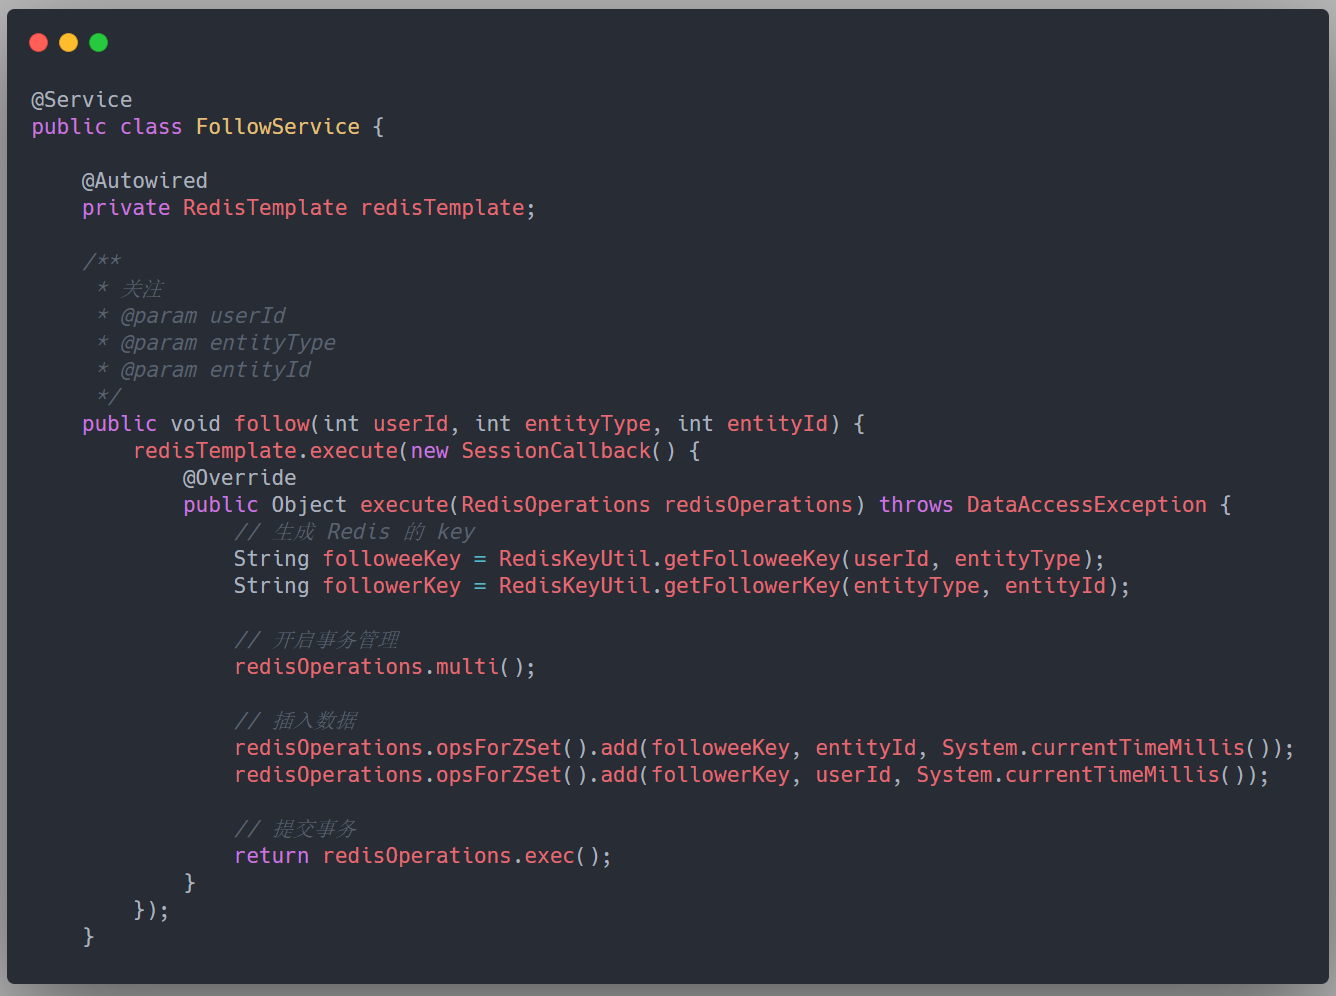 @Service
public class FollowService {
@Autowired
private RedisTemplate redisTemplate;
/**
* 关注
* @param userId
* @param entityType
* @param entityId
*/
public void follow(int userId, int entityType, int entityId) {
redisTemplate.execute(new SessionCallback() {
@Override
public Object execute(RedisOperations redisOperations) throws DataAccessException {
// 生成 Redis 的 key
String followeeKey = RedisKeyUtil.getFolloweeKey(userId, entityType);
String followerKey = RedisKeyUtil.getFollowerKey(entityType, entityId);
// 开启事务管理
redisOperations.multi();
// 插入数据
redisOperations.opsForZSet().add(followeeKey, entityId, System.currentTimeMillis());
redisOperations.opsForZSet().add(followerKey, userId, System.currentTimeMillis());
// 提交事务
return redisOperations.exec();
}
});
}